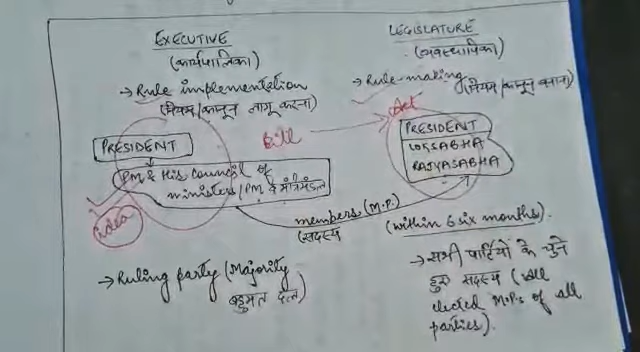 EXECUTIVE
(कार्यपालिका)
→ Rule implementation
(नियम/कानून लागू करना)
PRESIDENT
PM & His Council of
ministers/PM व मंत्रिमंडल
idea
→ Ruling party (Majority
बहुमत दल)
Bill
members (M.P.)
(सदस्य
LEGISLATURE
(व्यवस्थापिका)
→ Rule-making
(नियम/कानून बनाना)
Act
PRESIDENT
LOKSABHA
RAJYASABHA
(within 6 six months).
→ सभी पार्टियों के चुने
हुए सदस्य (all
elected M.P.s of all
parties).